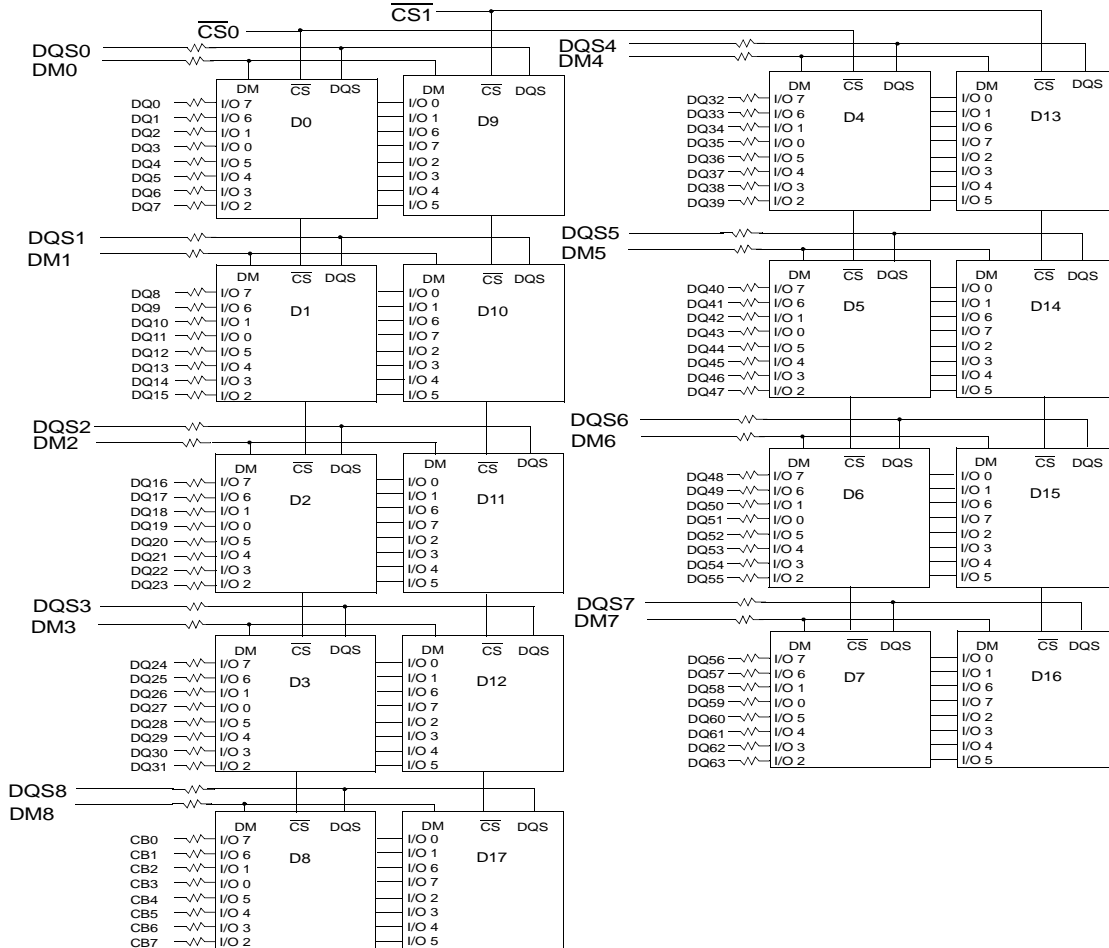 CS1
CS0
DQS0
DM0
DM CS DQS
DM CS DQS
D0
D9
DQ0 I/O 7 I/O 0
DQ1 I/O 6 I/O 1
DQ2 I/O 1 I/O 6
DQ3 I/O 0 I/O 7
DQ4 I/O 5 I/O 2
DQ5 I/O 4 I/O 3
DQ6 I/O 3 I/O 4
DQ7 I/O 2 I/O 5
DQS1
DM1
DM CS DQS
DM CS DQS
D1
D10
DQ8 I/O 7 I/O 0
DQ9 I/O 6 I/O 1
DQ10 I/O 1 I/O 6
DQ11 I/O 0 I/O 7
DQ12 I/O 5 I/O 2
DQ13 I/O 4 I/O 3
DQ14 I/O 3 I/O 4
DQ15 I/O 2 I/O 5
DQS2
DM2
DM CS DQS
DM CS DQS
D2
D11
DQ16 I/O 7 I/O 0
DQ17 I/O 6 I/O 1
DQ18 I/O 1 I/O 6
DQ19 I/O 0 I/O 7
DQ20 I/O 5 I/O 2
DQ21 I/O 4 I/O 3
DQ22 I/O 3 I/O 4
DQ23 I/O 2 I/O 5
DQS3
DM3
DM CS DQS
DM CS DQS
D3
D12
DQ24 I/O 7 I/O 0
DQ25 I/O 6 I/O 1
DQ26 I/O 1 I/O 6
DQ27 I/O 0 I/O 7
DQ28 I/O 5 I/O 2
DQ29 I/O 4 I/O 3
DQ30 I/O 3 I/O 4
DQ31 I/O 2 I/O 5
DQS8
DM8
DM CS DQS
DM CS DQS
D8
D17
CB0 I/O 7 I/O 0
CB1 I/O 6 I/O 1
CB2 I/O 1 I/O 6
CB3 I/O 0 I/O 7
CB4 I/O 5 I/O 2
CB5 I/O 4 I/O 3
CB6 I/O 3 I/O 4
CB7 I/O 2 I/O 5
DQS4
DM4
DM CS DQS
DM CS DQS
D4
D13
DQ32 I/O 7 I/O 0
DQ33 I/O 6 I/O 1
DQ34 I/O 1 I/O 6
DQ35 I/O 0 I/O 7
DQ36 I/O 5 I/O 2
DQ37 I/O 4 I/O 3
DQ38 I/O 3 I/O 4
DQ39 I/O 2 I/O 5
DQS5
DM5
DM CS DQS
DM CS DQS
D5
D14
DQ40 I/O 7 I/O 0
DQ41 I/O 6 I/O 1
DQ42 I/O 1 I/O 6
DQ43 I/O 0 I/O 7
DQ44 I/O 5 I/O 2
DQ45 I/O 4 I/O 3
DQ46 I/O 3 I/O 4
DQ47 I/O 2 I/O 5
DQS6
DM6
DM CS DQS
DM CS DQS
D6
D15
DQ48 I/O 7 I/O 0
DQ49 I/O 6 I/O 1
DQ50 I/O 1 I/O 6
DQ51 I/O 0 I/O 7
DQ52 I/O 5 I/O 2
DQ53 I/O 4 I/O 3
DQ54 I/O 3 I/O 4
DQ55 I/O 2 I/O 5
DQS7
DM7
DM CS DQS
DM CS DQS
D7
D16
DQ56 I/O 7 I/O 0
DQ57 I/O 6 I/O 1
DQ58 I/O 1 I/O 6
DQ59 I/O 0 I/O 7
DQ60 I/O 5 I/O 2
DQ61 I/O 4 I/O 3
DQ62 I/O 3 I/O 4
DQ63 I/O 2 I/O 5